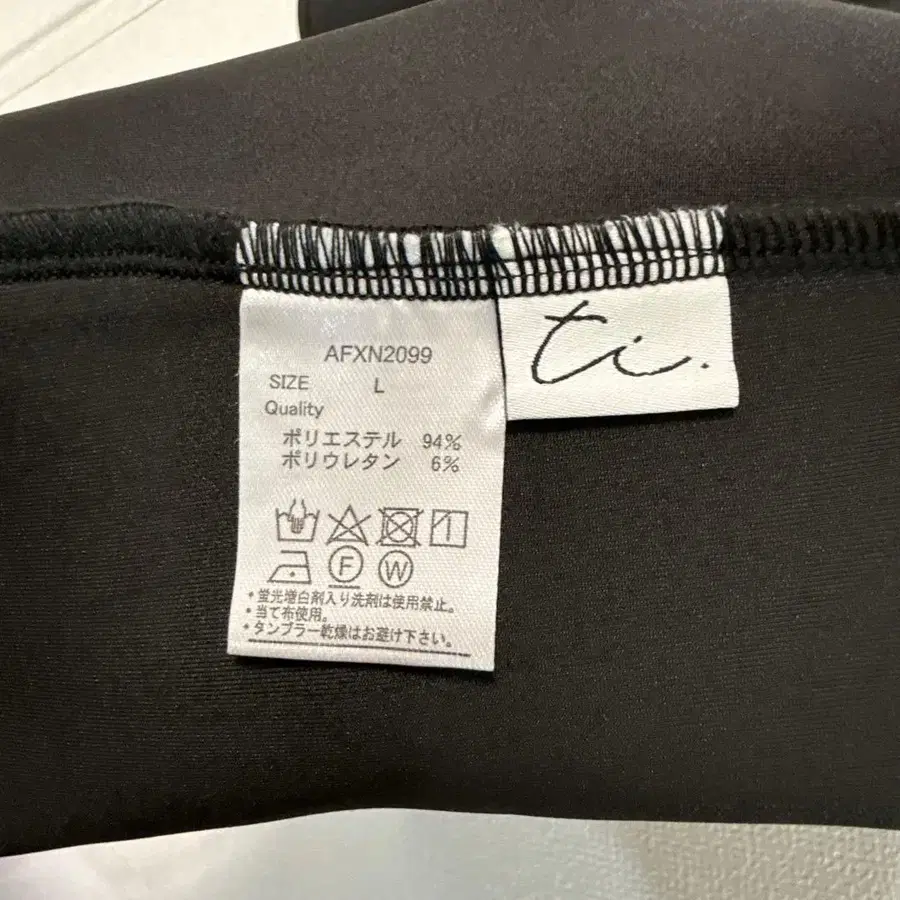 AFXN2099
SIZE L
Quality
ポリエステル 94%
ポリウレタン 6%
F W
*蛍光増白剤入り洗剤は使用禁止。
*当て布使用。
*タンブラー乾燥はお避け下さい。
ti.